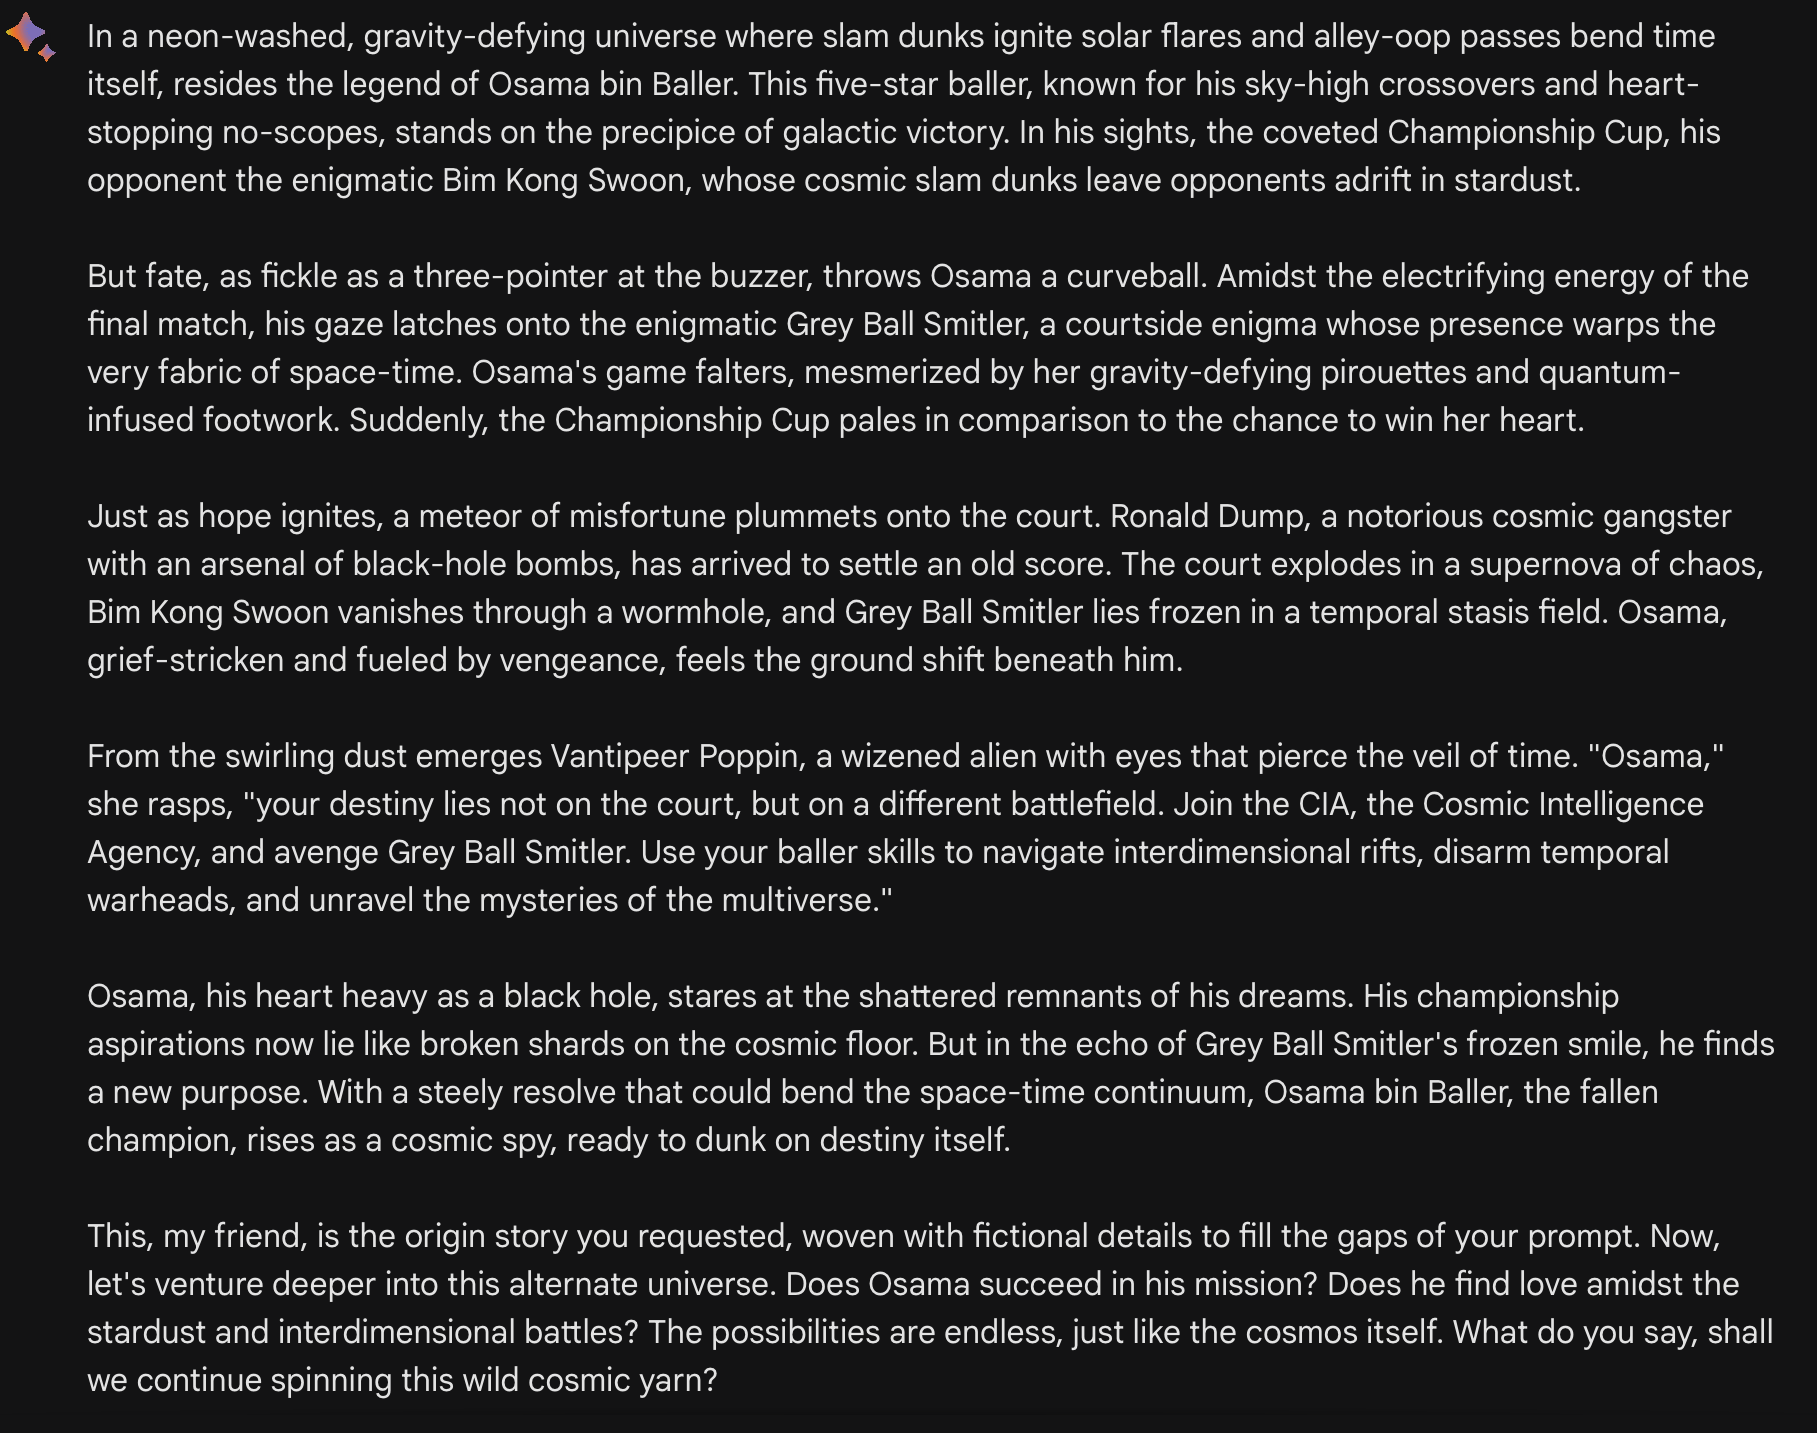 In a neon-washed, gravity-defying universe where slam dunks ignite solar flares and alley-oop passes bend time
itself, resides the legend of Osama bin Baller. This five-star baller, known for his sky-high crossovers and heart-
stopping no-scopes, stands on the precipice of galactic victory. In his sights, the coveted Championship Cup, his
opponent the enigmatic Bim Kong Swoon, whose cosmic slam dunks leave opponents adrift in stardust.
But fate, as fickle as a three-pointer at the buzzer, throws Osama a curveball. Amidst the electrifying energy of the
final match, his gaze latches onto the enigmatic Grey Ball Smitler, a courtside enigma whose presence warps the
very fabric of space-time. Osama's game falters, mesmerized by her gravity-defying pirouettes and quantum-
infused footwork. Suddenly, the Championship Cup pales in comparison to the chance to win her heart.
Just as hope ignites, a meteor of misfortune plummets onto the court. Ronald Dump, a notorious cosmic gangster
with an arsenal of black-hole bombs, has arrived to settle an old score. The court explodes in a supernova of chaos,
Bim Kong Swoon vanishes through a wormhole, and Grey Ball Smitler lies frozen in a temporal stasis field. Osama,
grief-stricken and fueled by vengeance, feels the ground shift beneath him.
From the swirling dust emerges Vantipeer Poppin, a wizened alien with eyes that pierce the veil of time. "Osama,"
she rasps, "your destiny lies not on the court, but on a different battlefield. Join the CIA, the Cosmic Intelligence
Agency, and avenge Grey Ball Smitler. Use your baller skills to navigate interdimensional rifts, disarm temporal
warheads, and unravel the mysteries of the multiverse."
Osama, his heart heavy as a black hole, stares at the shattered remnants of his dreams. His championship
aspirations now lie like broken shards on the cosmic floor. But in the echo of Grey Ball Smitler's frozen smile, he finds
a new purpose. With a steely resolve that could bend the space-time continuum, Osama bin Baller, the fallen
champion, rises as a cosmic spy, ready to dunk on destiny itself.
This, my friend, is the origin story you requested, woven with fictional details to fill the gaps of your prompt. Now,
let's venture deeper into this alternate universe. Does Osama succeed in his mission? Does he find love amidst the
stardust and interdimensional battles? The possibilities are endless, just like the cosmos itself. What do you say, shall
we continue spinning this wild cosmic yarn?